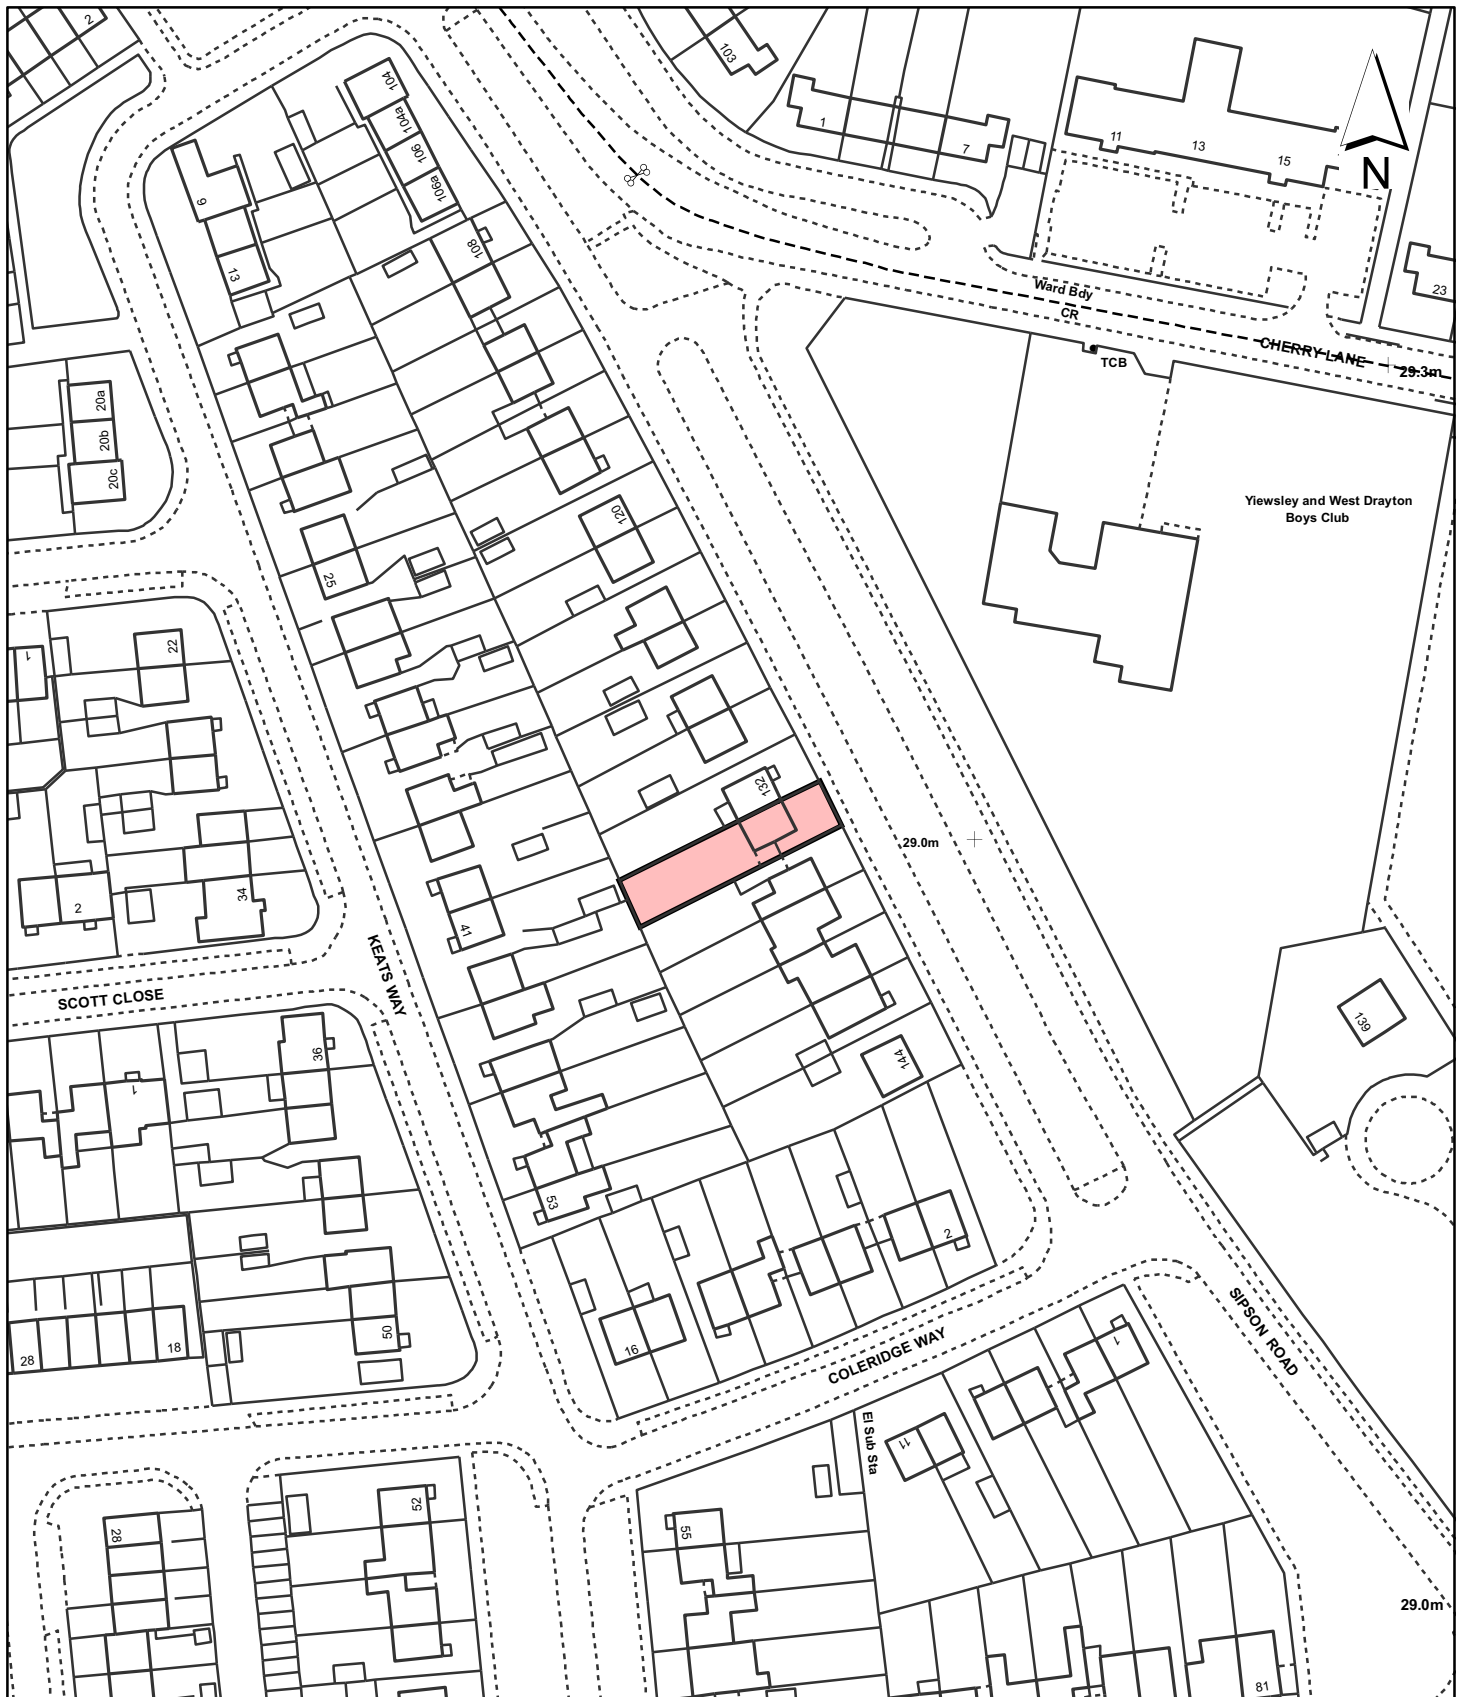 2
103
104
104a
106
106a
1
7
11
13
15
N
9
13
108
23
Ward Bdy
CR
CHERRY LANE
TCB
29.3m
20a
20b
20c
Yiewsley and West Drayton
Boys Club
120
25
1
22
132
29.0m
2
34
41
KEATS WAY
SCOTT CLOSE
139
36
144
1
53
2
16
SIPSON ROAD
COLERIDGE WAY
28
18
50
1
11
El Sub Sta
28
52
55
29.0m
81